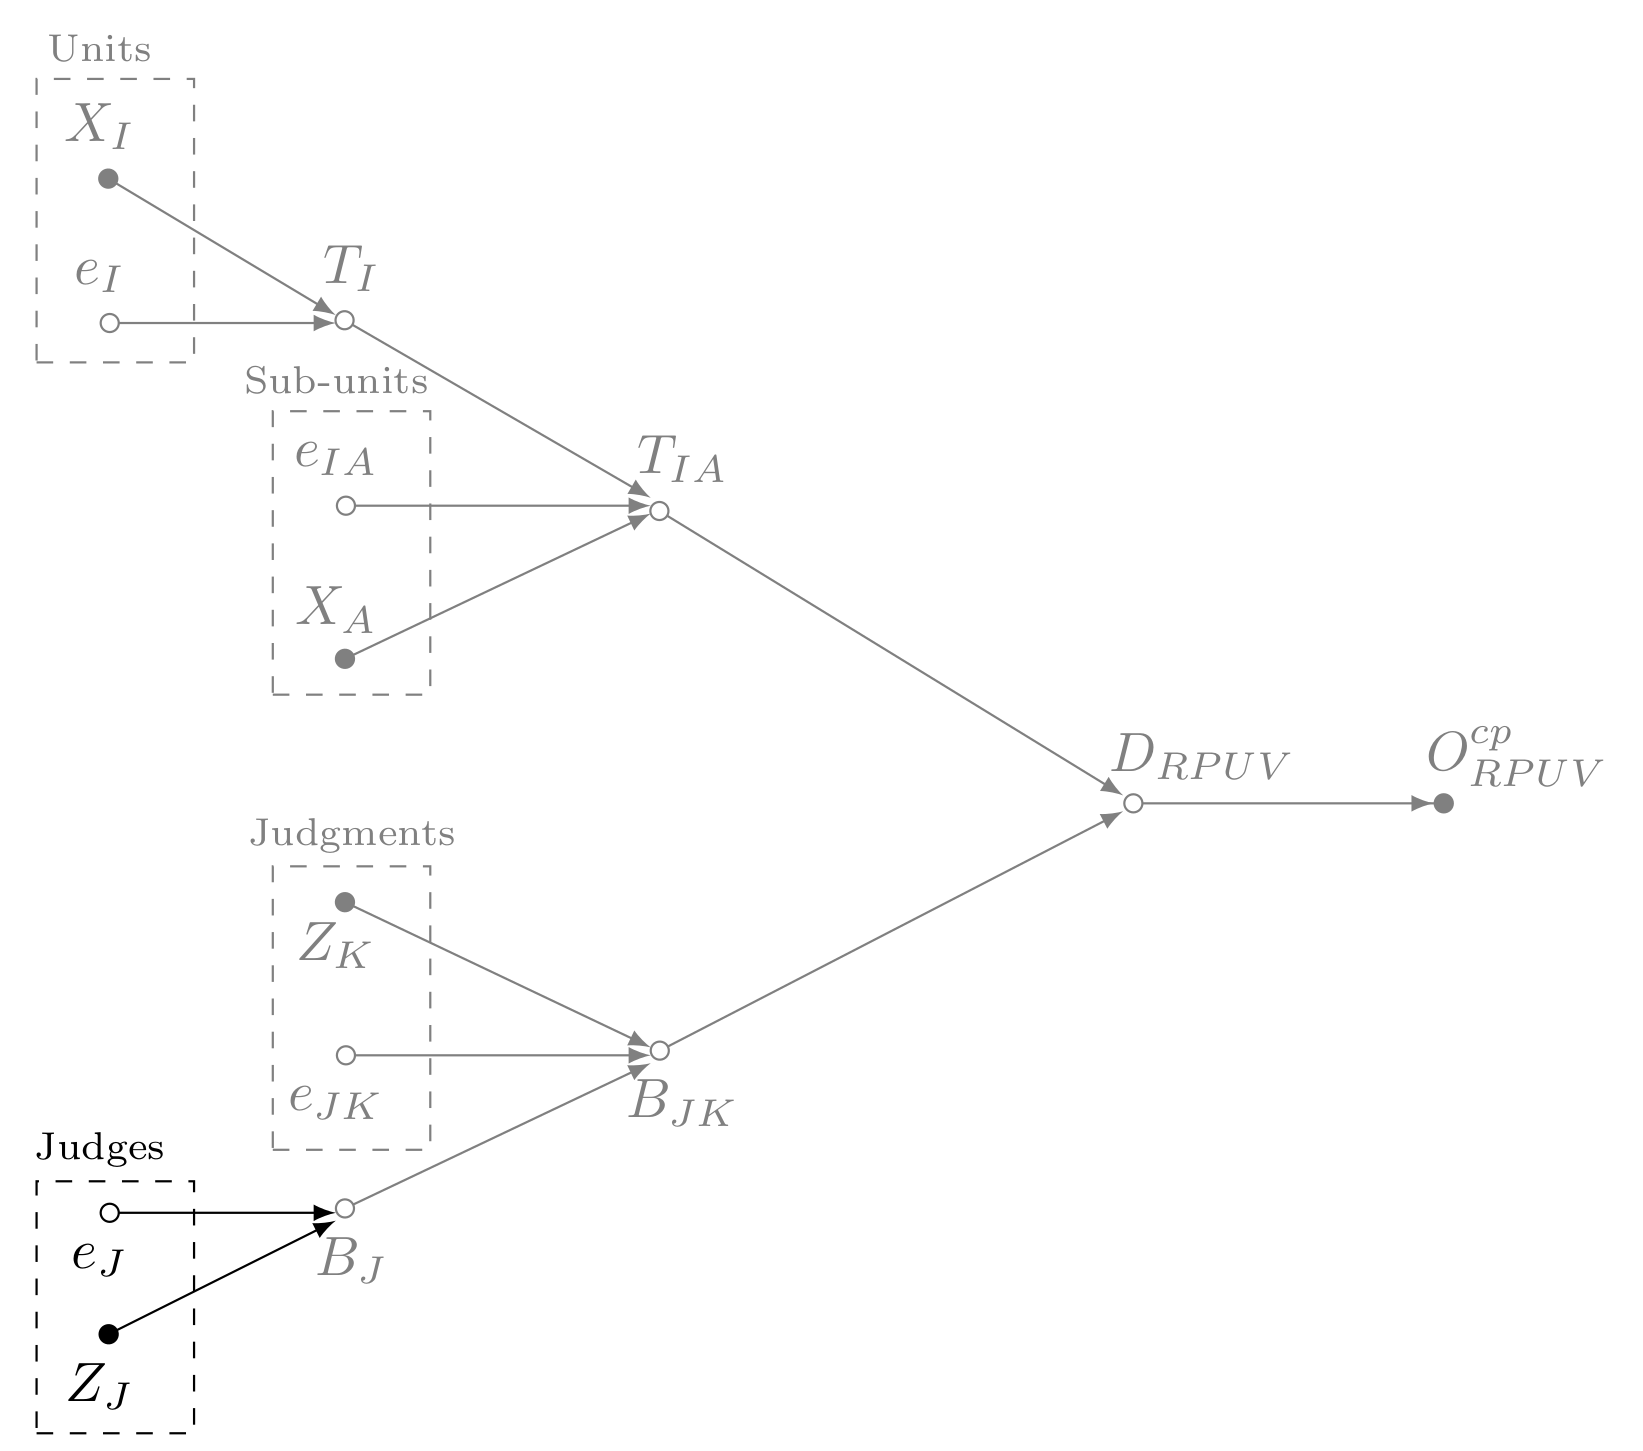 Units
X_I
e_I
T_I
Sub-units
e_{IA}
T_{IA}
X_A
D_{RPUV}
O^{cp}_{RPUV}
Judgments
Z_K
e_{JK}
B_{JK}
Judges
e_J
B_J
Z_J